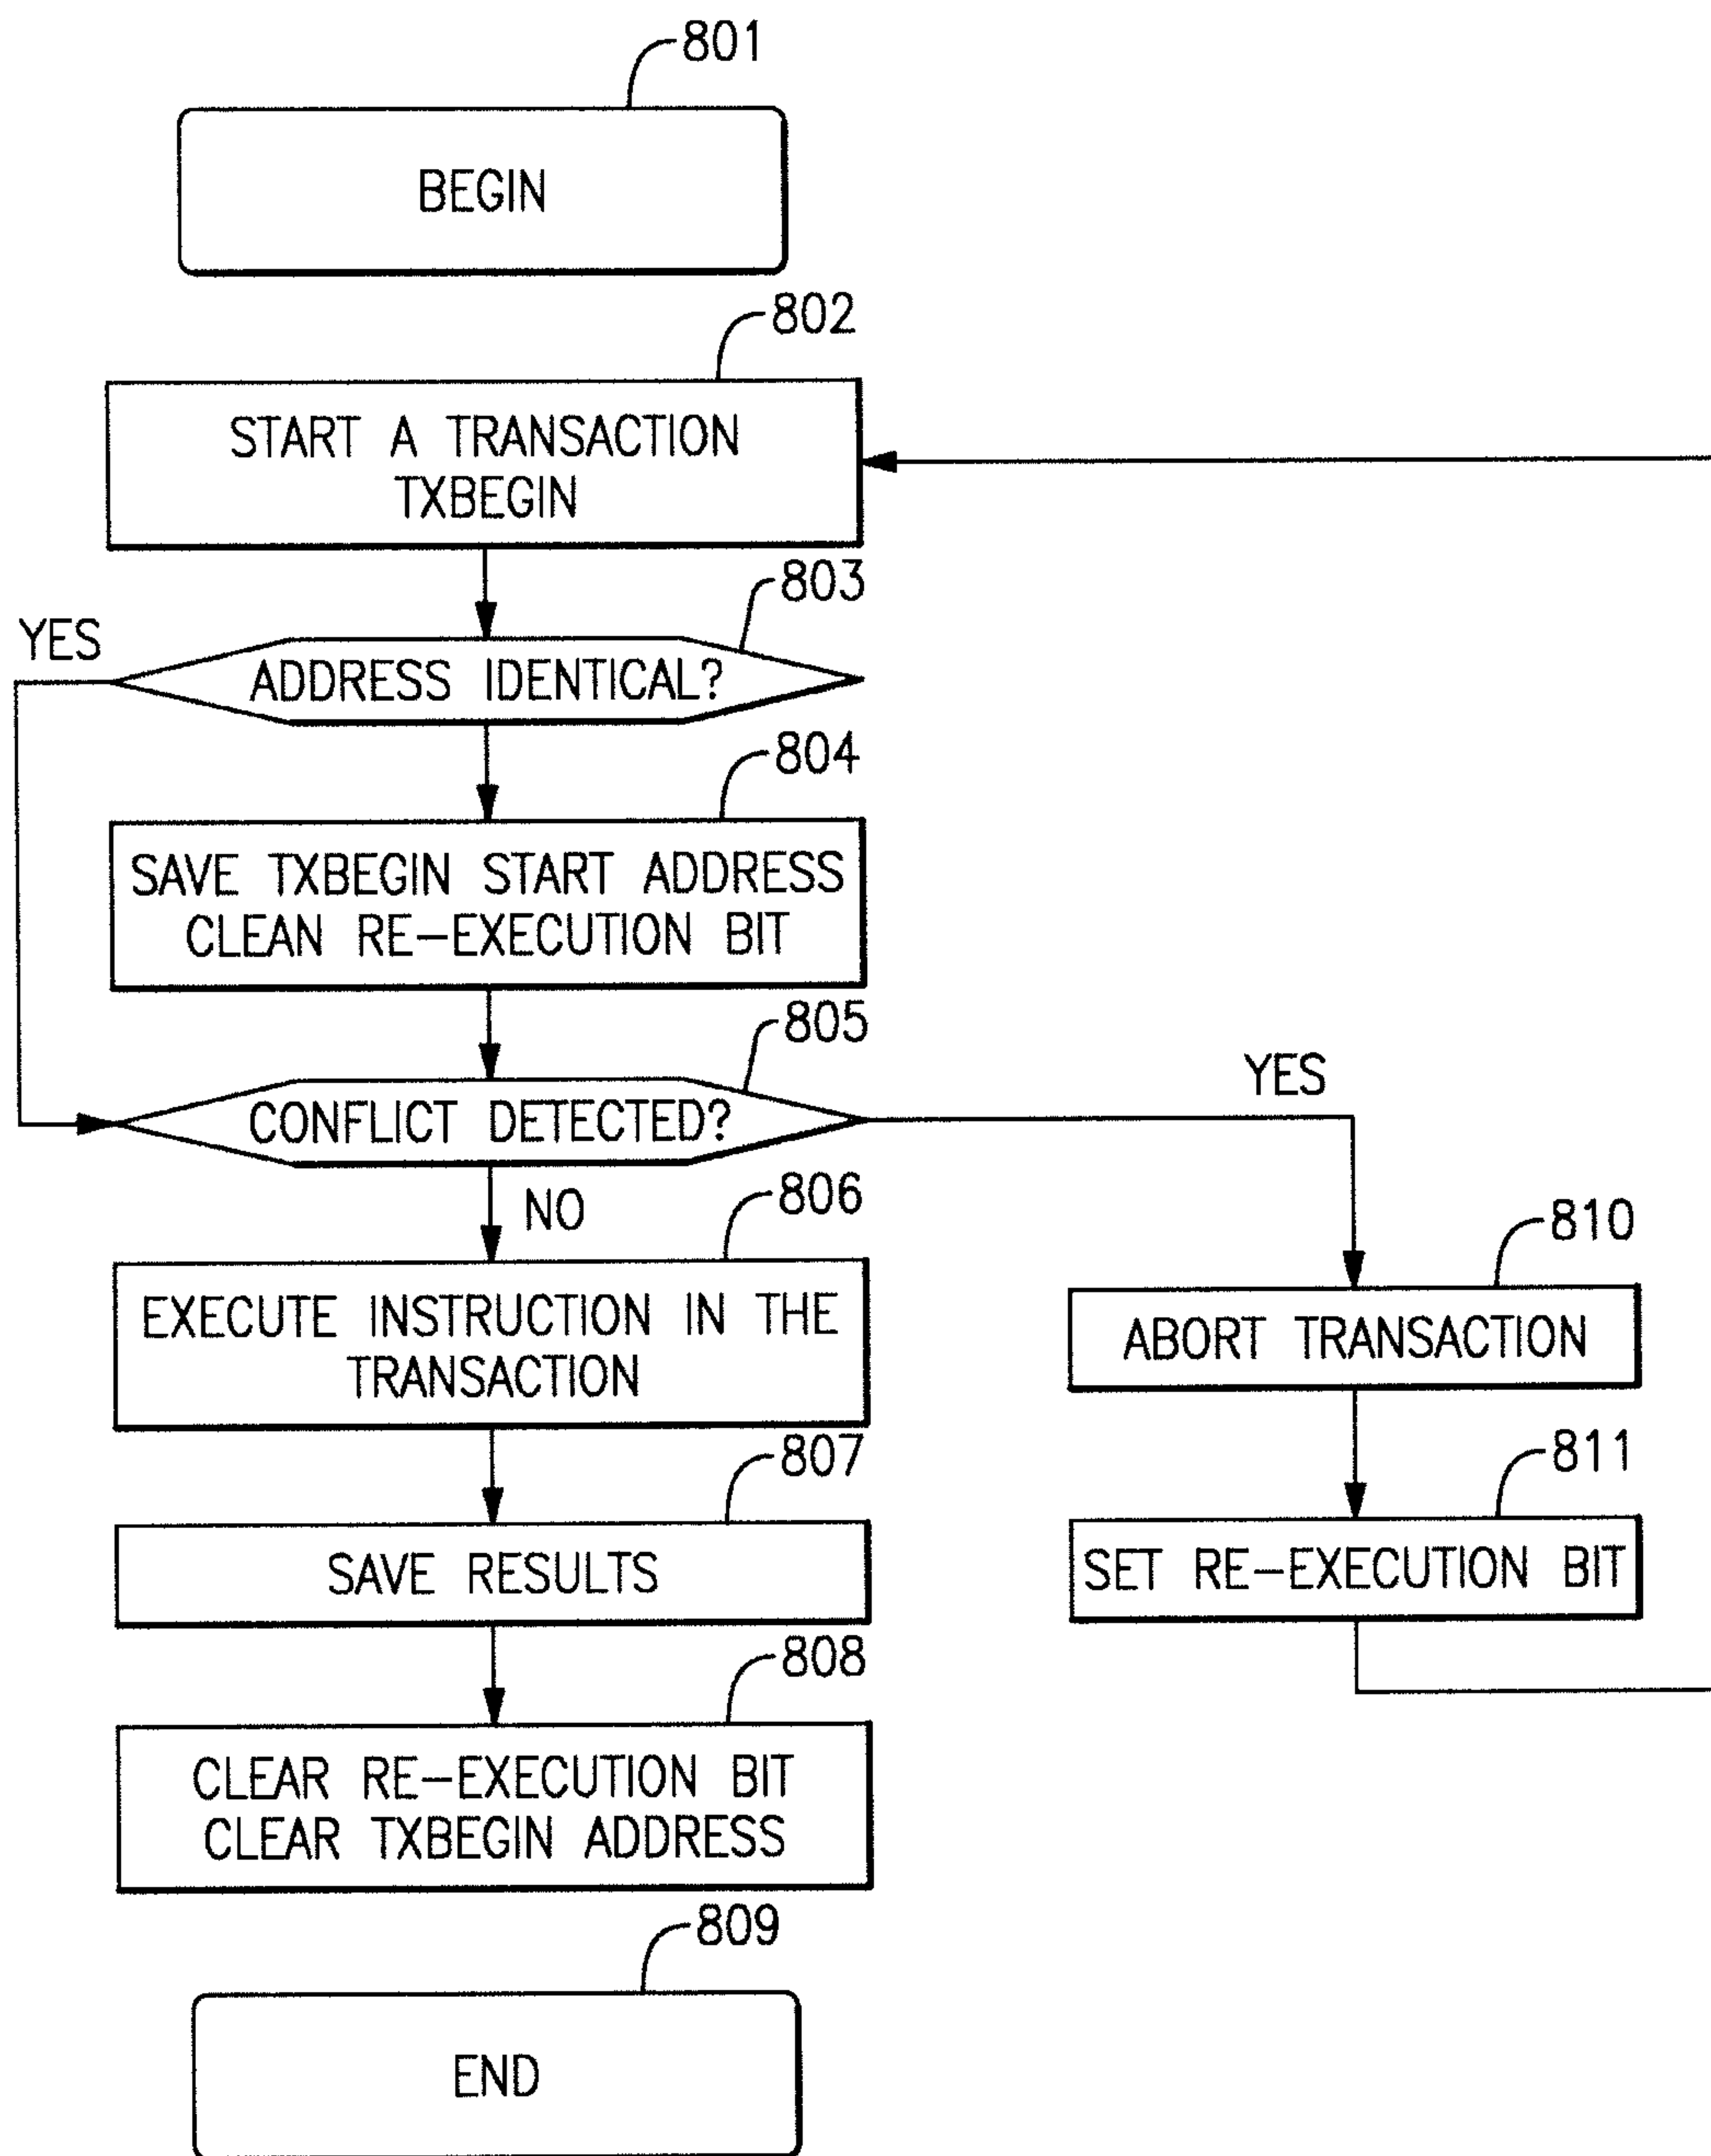 801
BEGIN
802
START A TRANSACTION
TXBEGIN
803
YES
ADDRESS IDENTICAL?
804
SAVE TXBEGIN START ADDRESS
CLEAN RE-EXECUTION BIT
805
CONFLICT DETECTED?
YES
NO
806
EXECUTE INSTRUCTION IN THE
TRANSACTION
810
ABORT TRANSACTION
807
SAVE RESULTS
811
SET RE-EXECUTION BIT
808
CLEAR RE-EXECUTION BIT
CLEAR TXBEGIN ADDRESS
809
END